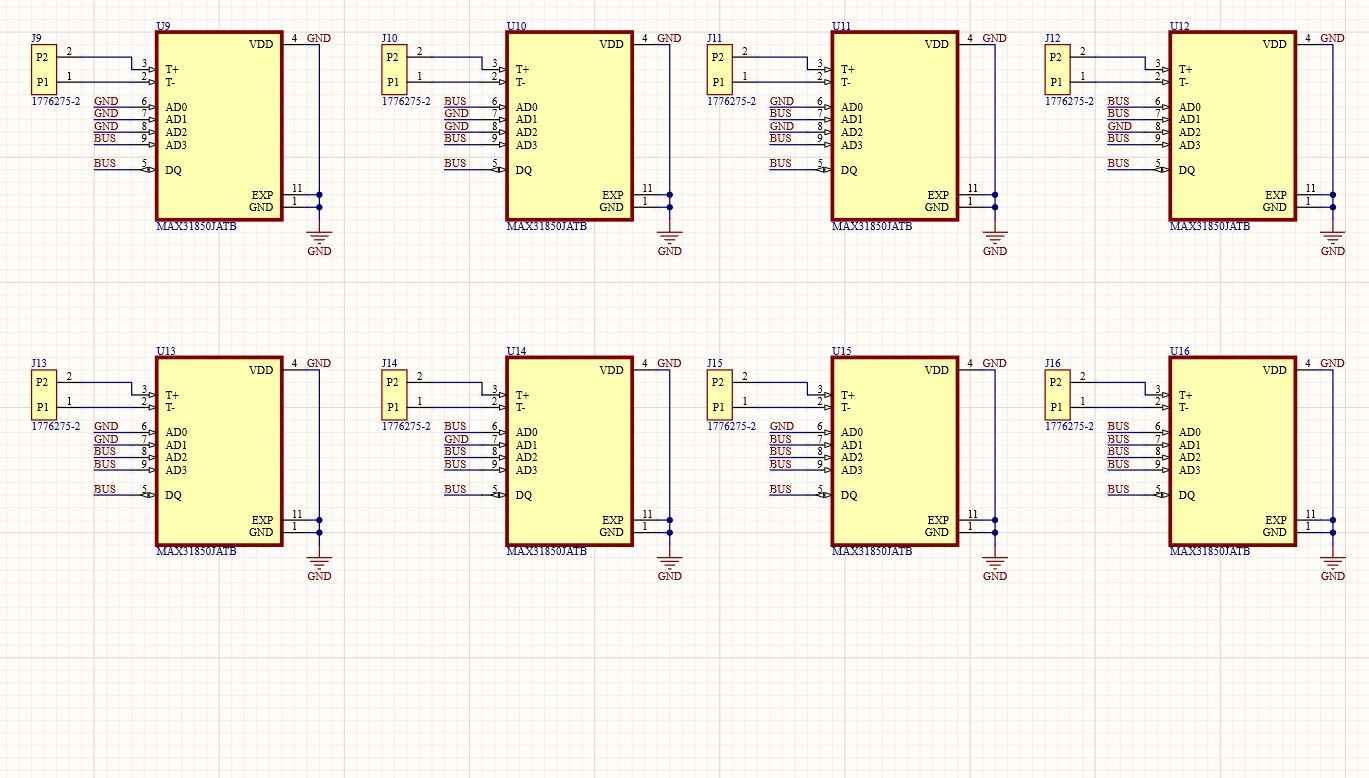 U9 U10 U11 U12
J9 VDD 4 GND J10 VDD 4 GND J11 VDD 4 GND J12 VDD 4 GND
P2 2 3 T+ P2 2 3 T+ P2 2 3 T+ P2 2 3 T+
P1 1 2 T- P1 1 2 T- P1 1 2 T- P1 1 2 T-
1776275-2 GND 6 AD0 1776275-2 BUS 6 AD0 1776275-2 GND 6 AD0 1776275-2 BUS 6 AD0
GND 7 AD1 GND 7 AD1 BUS 7 AD1 BUS 7 AD1
GND 8 AD2 GND 8 AD2 GND 8 AD2 GND 8 AD2
BUS 9 AD3 BUS 9 AD3 BUS 9 AD3 BUS 9 AD3
BUS 5 DQ BUS 5 DQ BUS 5 DQ BUS 5 DQ
EXP 11 EXP 11 EXP 11 EXP 11
GND 1 GND 1 GND 1 GND 1
MAX31850JATB MAX31850JATB MAX31850JATB MAX31850JATB
GND GND GND GND
U13 U14 U15 U16
J13 VDD 4 GND J14 VDD 4 GND J15 VDD 4 GND J16 VDD 4 GND
P2 2 3 T+ P2 2 3 T+ P2 2 3 T+ P2 2 3 T+
P1 1 2 T- P1 1 2 T- P1 1 2 T- P1 1 2 T-
1776275-2 GND 6 AD0 1776275-2 BUS 6 AD0 1776275-2 GND 6 AD0 1776275-2 BUS 6 AD0
GND 7 AD1 GND 7 AD1 BUS 7 AD1 BUS 7 AD1
BUS 8 AD2 BUS 8 AD2 BUS 8 AD2 BUS 8 AD2
BUS 9 AD3 BUS 9 AD3 BUS 9 AD3 BUS 9 AD3
BUS 5 DQ BUS 5 DQ BUS 5 DQ BUS 5 DQ
EXP 11 EXP 11 EXP 11 EXP 11
GND 1 GND 1 GND 1 GND 1
MAX31850JATB MAX31850JATB MAX31850JATB MAX31850JATB
GND GND GND GND